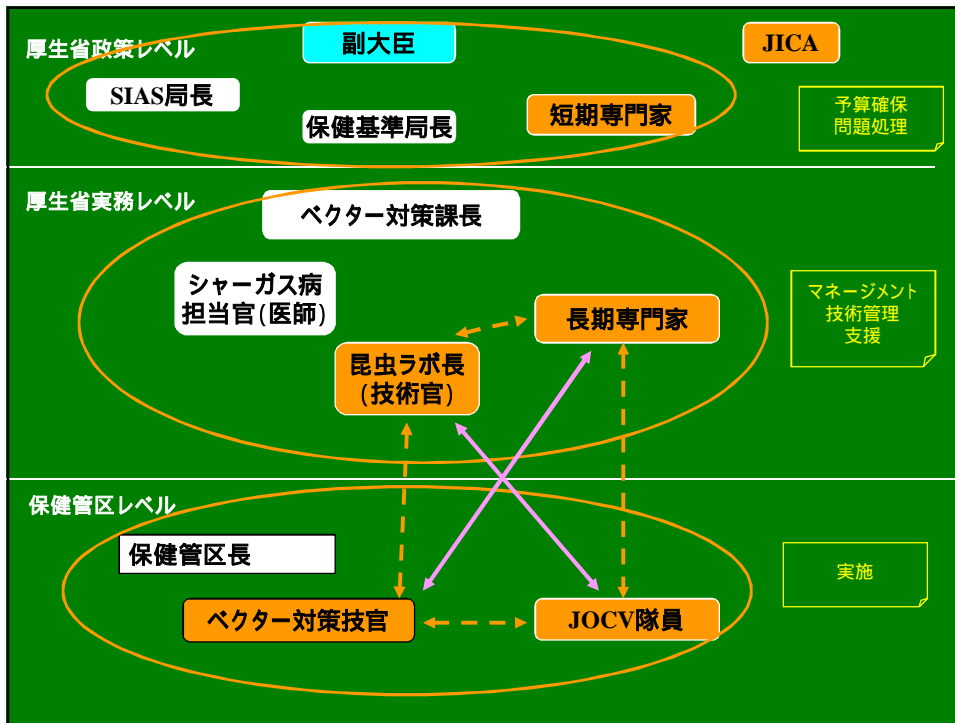 厚生省政策レベル
副大臣
JICA
SIAS局長
保健基準局長
短期専門家
予算確保
問題処理
厚生省実務レベル
ベクター対策課長
シャーガス病
担当官(医師)
長期専門家
昆虫ラボ長
(技術官)
マネージメント
技術管理
支援
保健管区レベル
保健管区長
実施
ベクター対策技官
JOCV隊員